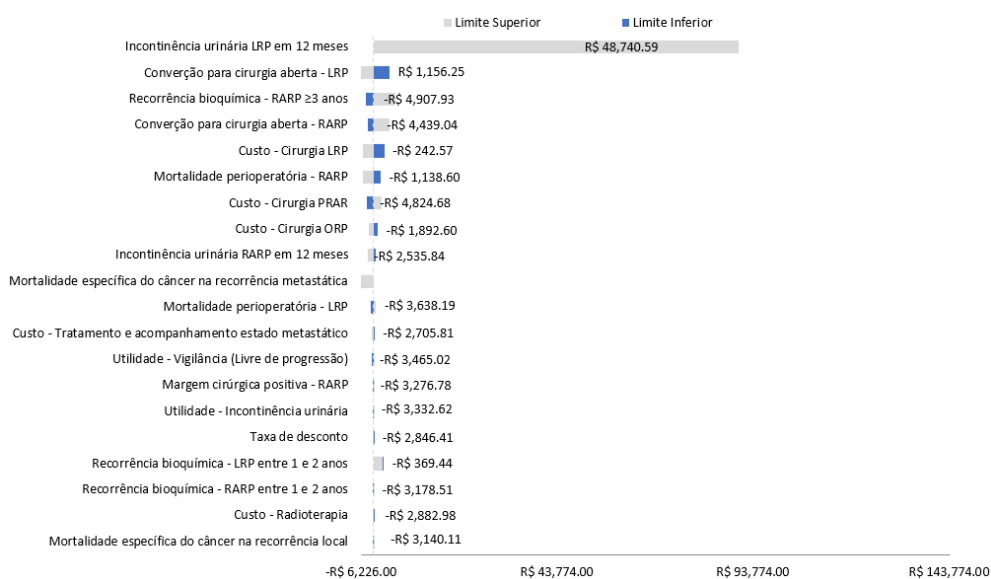 Limite Superior Limite Inferior
Incontinência urinária LRP em 12 meses R$ 48,740.59
Converção para cirurgia aberta - LRP R$ 1,156.25
Recorrência bioquímica - RARP ≥3 anos -R$ 4,907.93
Converção para cirurgia aberta - RARP -R$ 4,439.04
Custo - Cirurgia LRP -R$ 242.57
Mortalidade perioperatória - RARP -R$ 1,138.60
Custo - Cirurgia PRAR -R$ 4,824.68
Custo - Cirurgia ORP -R$ 1,892.60
Incontinência urinária RARP em 12 meses -R$ 2,535.84
Mortalidade específica do câncer na recorrência metastática
Mortalidade perioperatória - LRP -R$ 3,638.19
Custo - Tratamento e acompanhamento estado metastático -R$ 2,705.81
Utilidade - Vigilância (Livre de progressão) -R$ 3,465.02
Margem cirúrgica positiva - RARP -R$ 3,276.78
Utilidade - Incontinência urinária -R$ 3,332.62
Taxa de desconto -R$ 2,846.41
Recorrência bioquímica - LRP entre 1 e 2 anos -R$ 369.44
Recorrência bioquímica - RARP entre 1 e 2 anos -R$ 3,178.51
Custo - Radioterapia -R$ 2,882.98
Mortalidade específica do câncer na recorrência local -R$ 3,140.11
-R$ 6,226.00 R$ 43,774.00 R$ 93,774.00 R$ 143,774.00